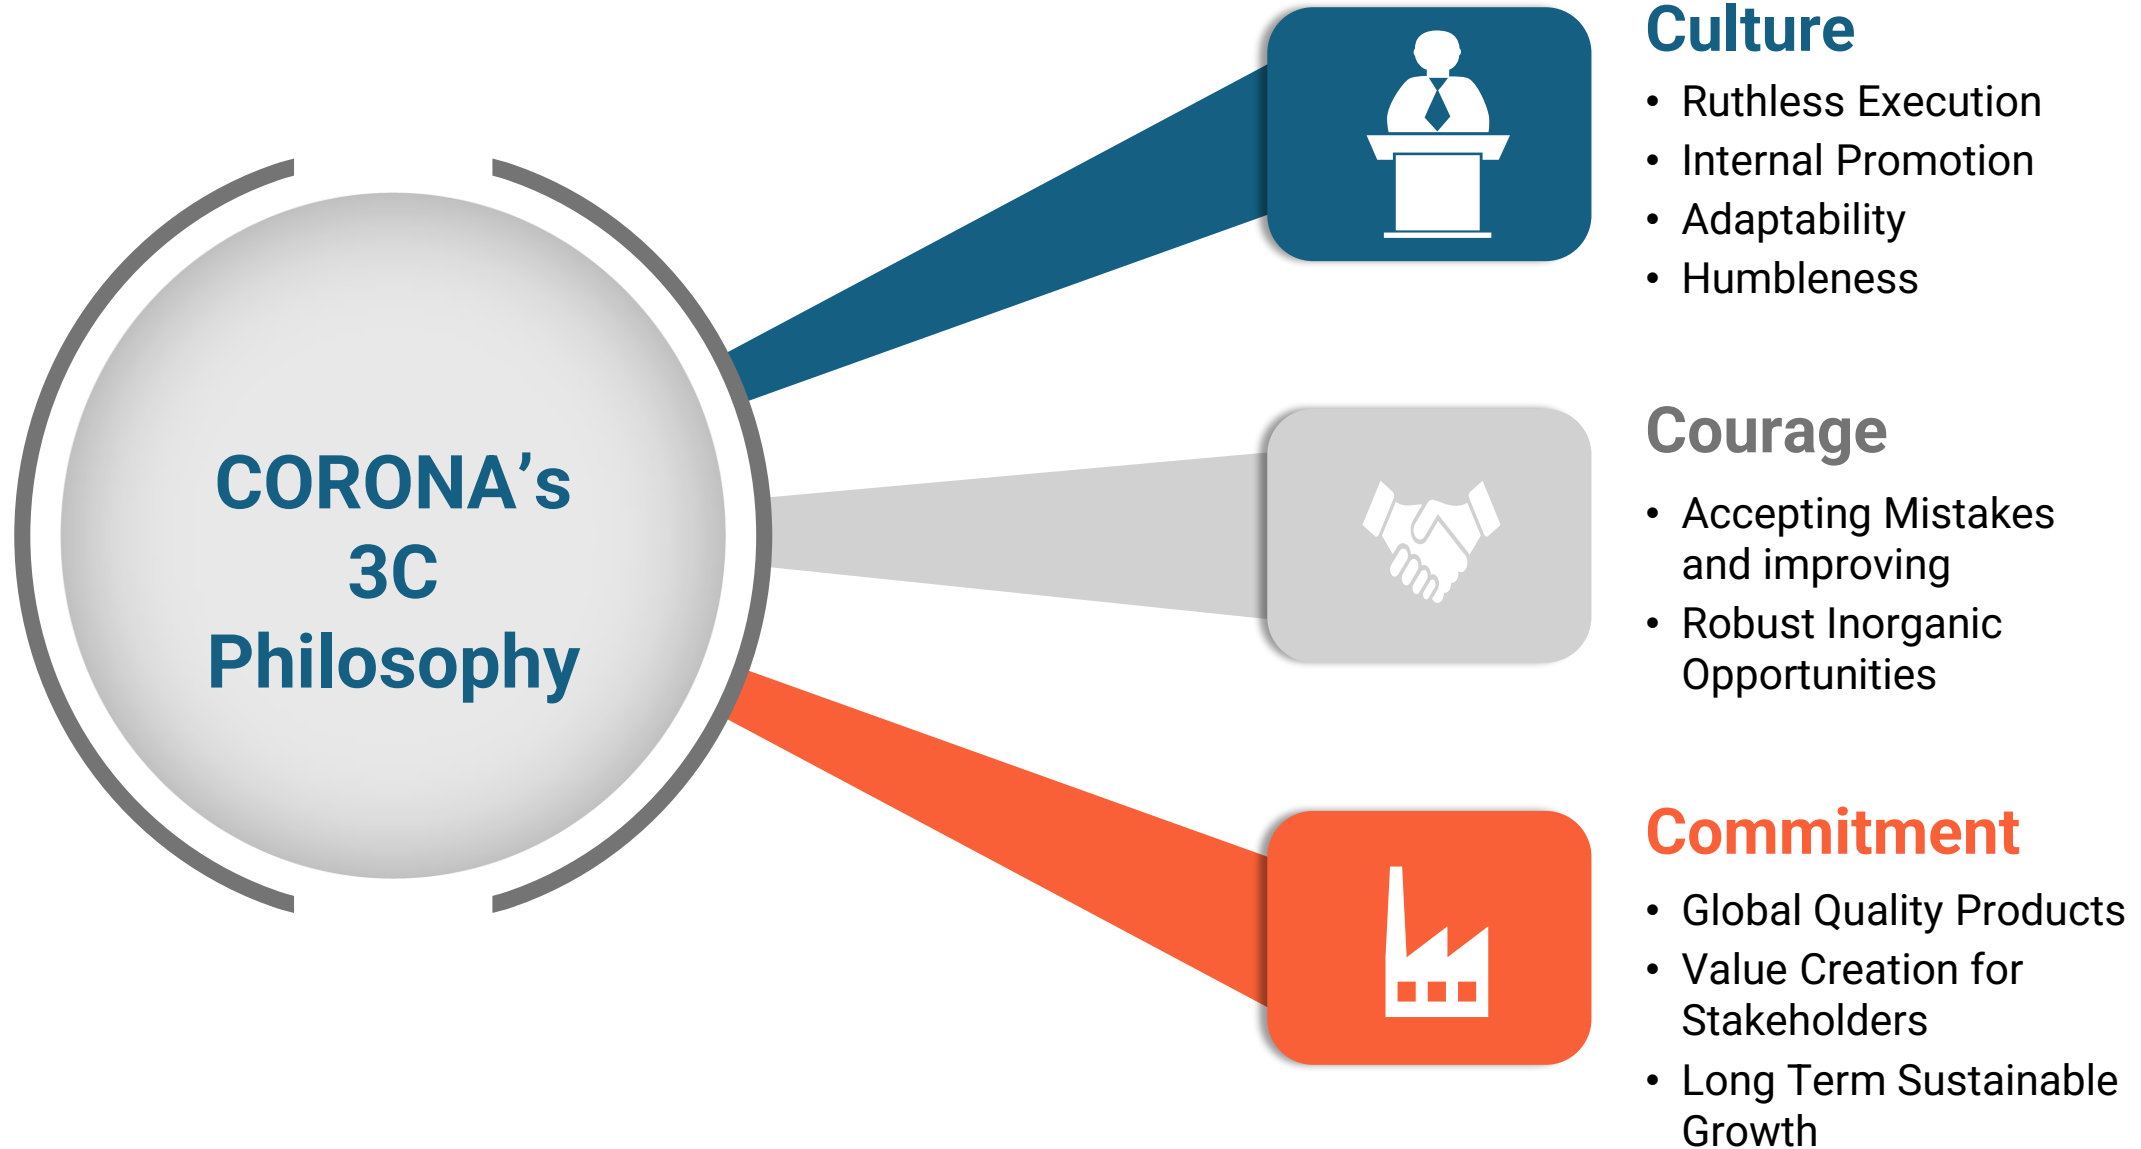 CORONA’s
3C
Philosophy
Culture
• Ruthless Execution
• Internal Promotion
• Adaptability
• Humbleness
Courage
• Accepting Mistakes
and improving
• Robust Inorganic
Opportunities
Commitment
• Global Quality Products
• Value Creation for
Stakeholders
• Long Term Sustainable
Growth